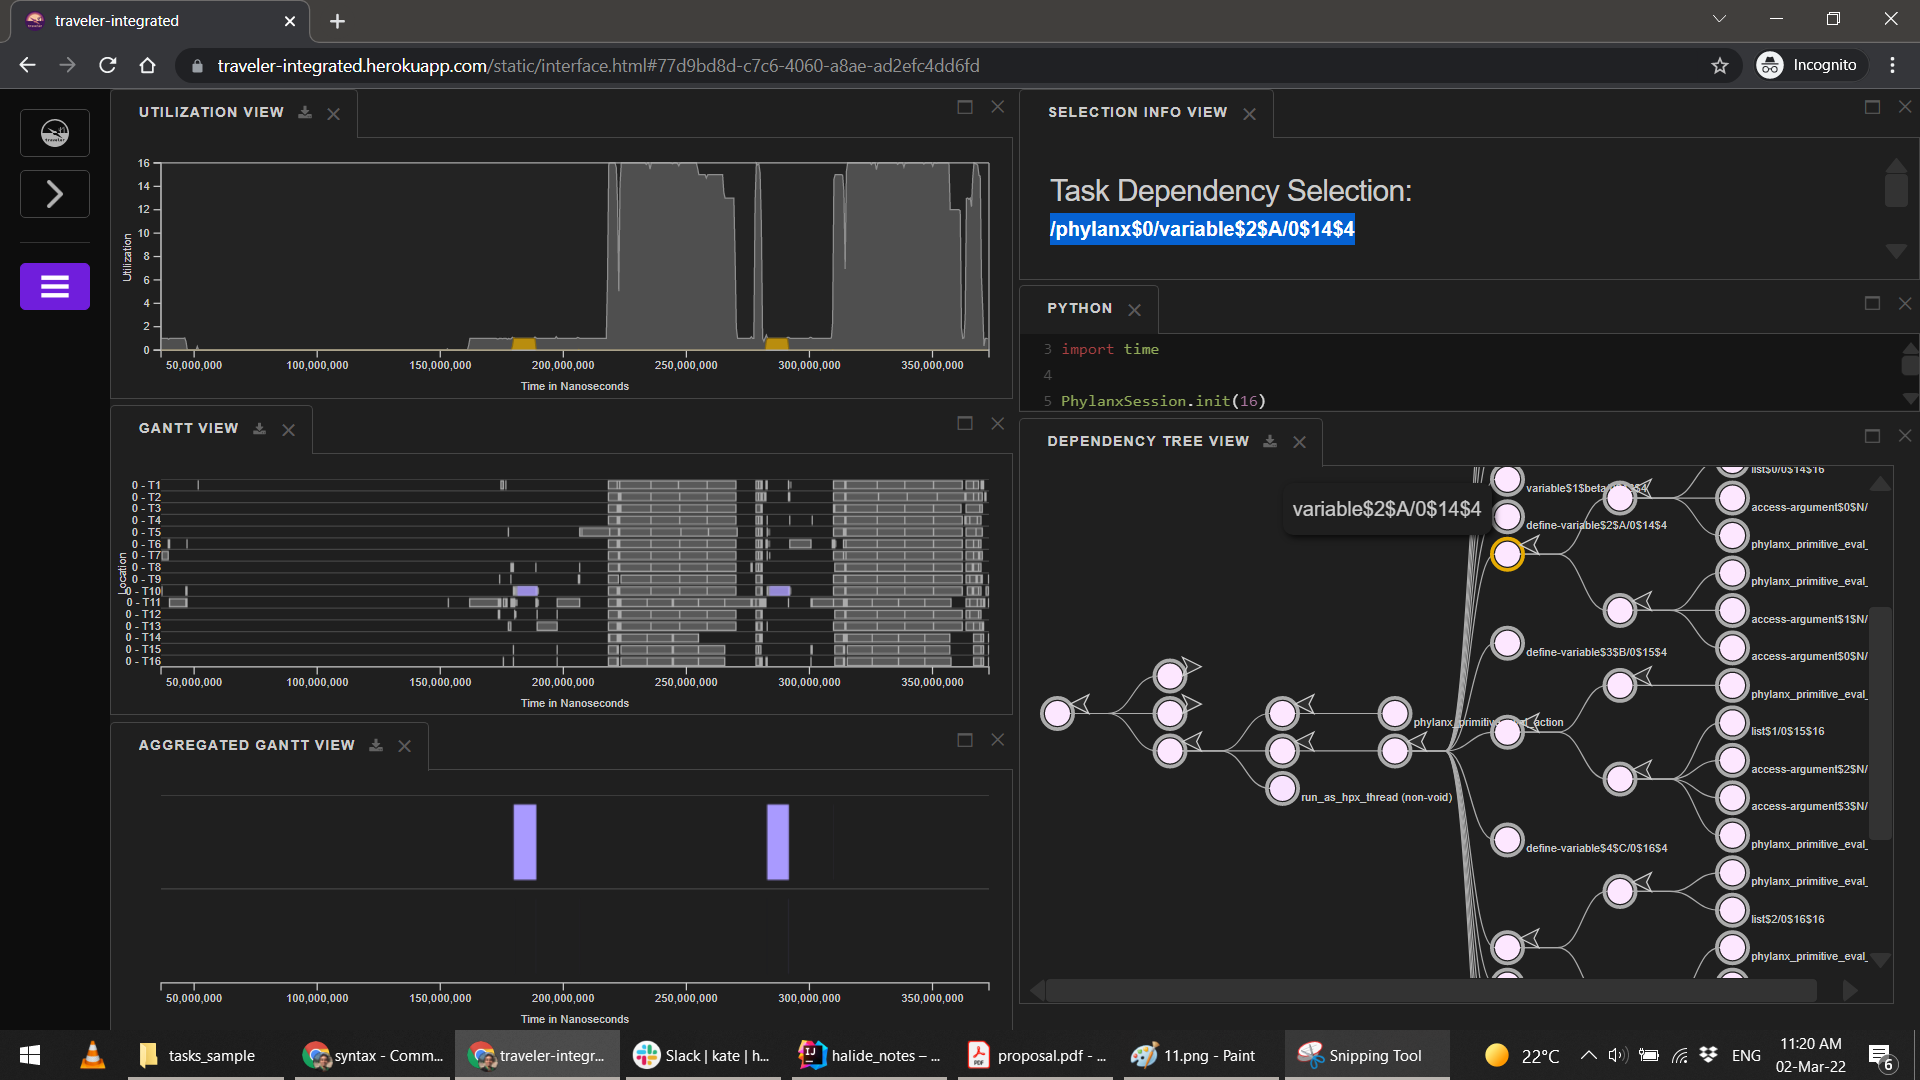 traveler-integrated
traveler-integrated.herokuapp.com/static/interface.html#77d9bd8d-c7c6-4060-a8ae-ad2efc4dd6fd
Incognito
UTILIZATION VIEW
16
14
12
10
8
6
4
2
0
Utilization
50,000,000
100,000,000
150,000,000
200,000,000
250,000,000
300,000,000
350,000,000
Time in Nanoseconds
GANTT VIEW
0 - T1
0 - T2
0 - T3
0 - T4
0 - T5
0 - T6
0 - T7
0 - T8
0 - T9
0 - T10
0 - T11
0 - T12
0 - T13
0 - T14
0 - T15
0 - T16
Location
50,000,000
100,000,000
150,000,000
200,000,000
250,000,000
300,000,000
350,000,000
Time in Nanoseconds
AGGREGATED GANTT VIEW
50,000,000
100,000,000
150,000,000
200,000,000
250,000,000
300,000,000
350,000,000
Time in Nanoseconds
SELECTION INFO VIEW
Task Dependency Selection:
/phylanx$0/variable$2$A/0$14$4
PYTHON
3 import time
4
5 PhylanxSession.init(16)
DEPENDENCY TREE VIEW
variable$2$A/0$14$4
define-variable$2$A/0$14$4
define-variable$3$B/0$15$4
define-variable$4$C/0$16$4
run_as_hpx_thread (non-void)
list$0/0$14$16
access-argument$0$N/
phylanx_primitive_eval_
phylanx_primitive_eval_
access-argument$1$N/
access-argument$0$N/
phylanx_primitive_eval_
list$1/0$15$16
access-argument$2$N/
access-argument$3$N/
phylanx_primitive_eval_
phylanx_primitive_eval_
list$2/0$16$16
phylanx_primitive_eval_
tasks_sample
syntax - Comm...
traveler-integr...
Slack | kate | h...
halide_notes – ...
proposal.pdf - ...
11.png - Paint
Snipping Tool
22°C
ENG
11:20 AM
02-Mar-22
6